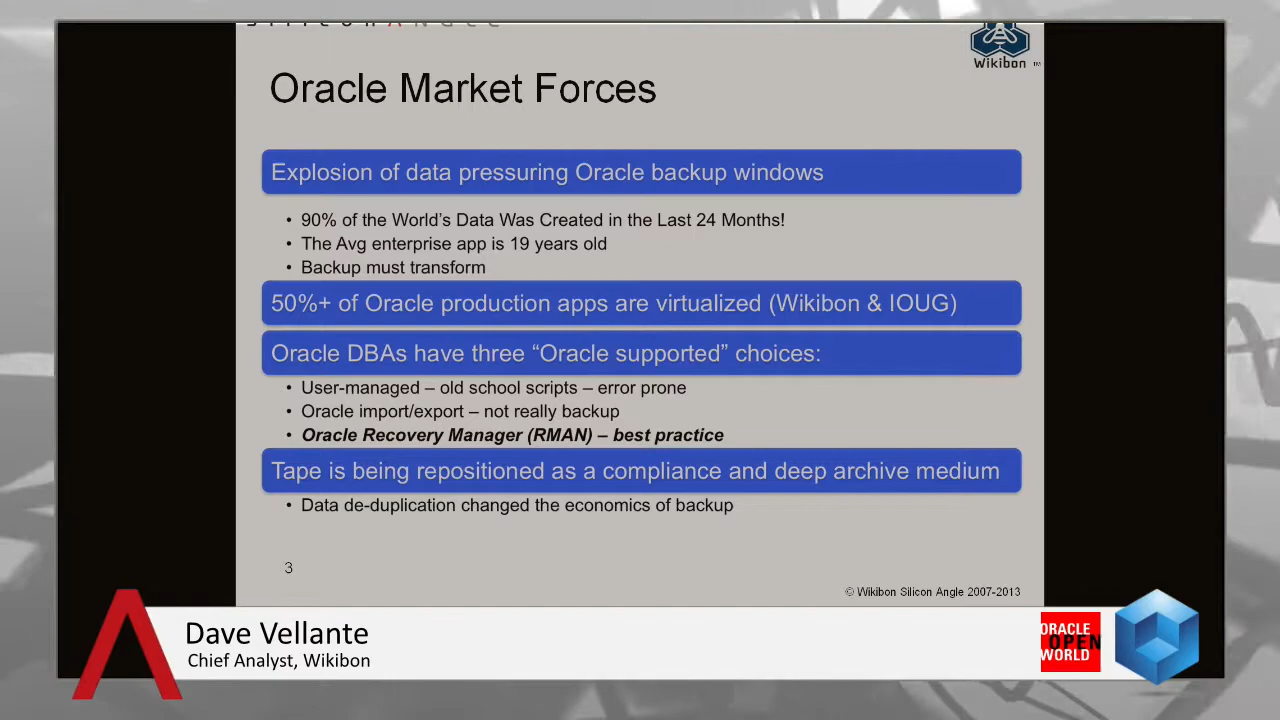 SILICON ANGLE
Wikibon ™
Oracle Market Forces
Explosion of data pressuring Oracle backup windows
• 90% of the World’s Data Was Created in the Last 24 Months!
• The Avg enterprise app is 19 years old
• Backup must transform
50%+ of Oracle production apps are virtualized (Wikibon & IOUG)
Oracle DBAs have three “Oracle supported” choices:
• User-managed – old school scripts – error prone
• Oracle import/export – not really backup
• Oracle Recovery Manager (RMAN) – best practice
Tape is being repositioned as a compliance and deep archive medium
• Data de-duplication changed the economics of backup
3
© Wikibon Silicon Angle 2007-2013
Dave Vellante
Chief Analyst, Wikibon
ORACLE
OPEN
WORLD